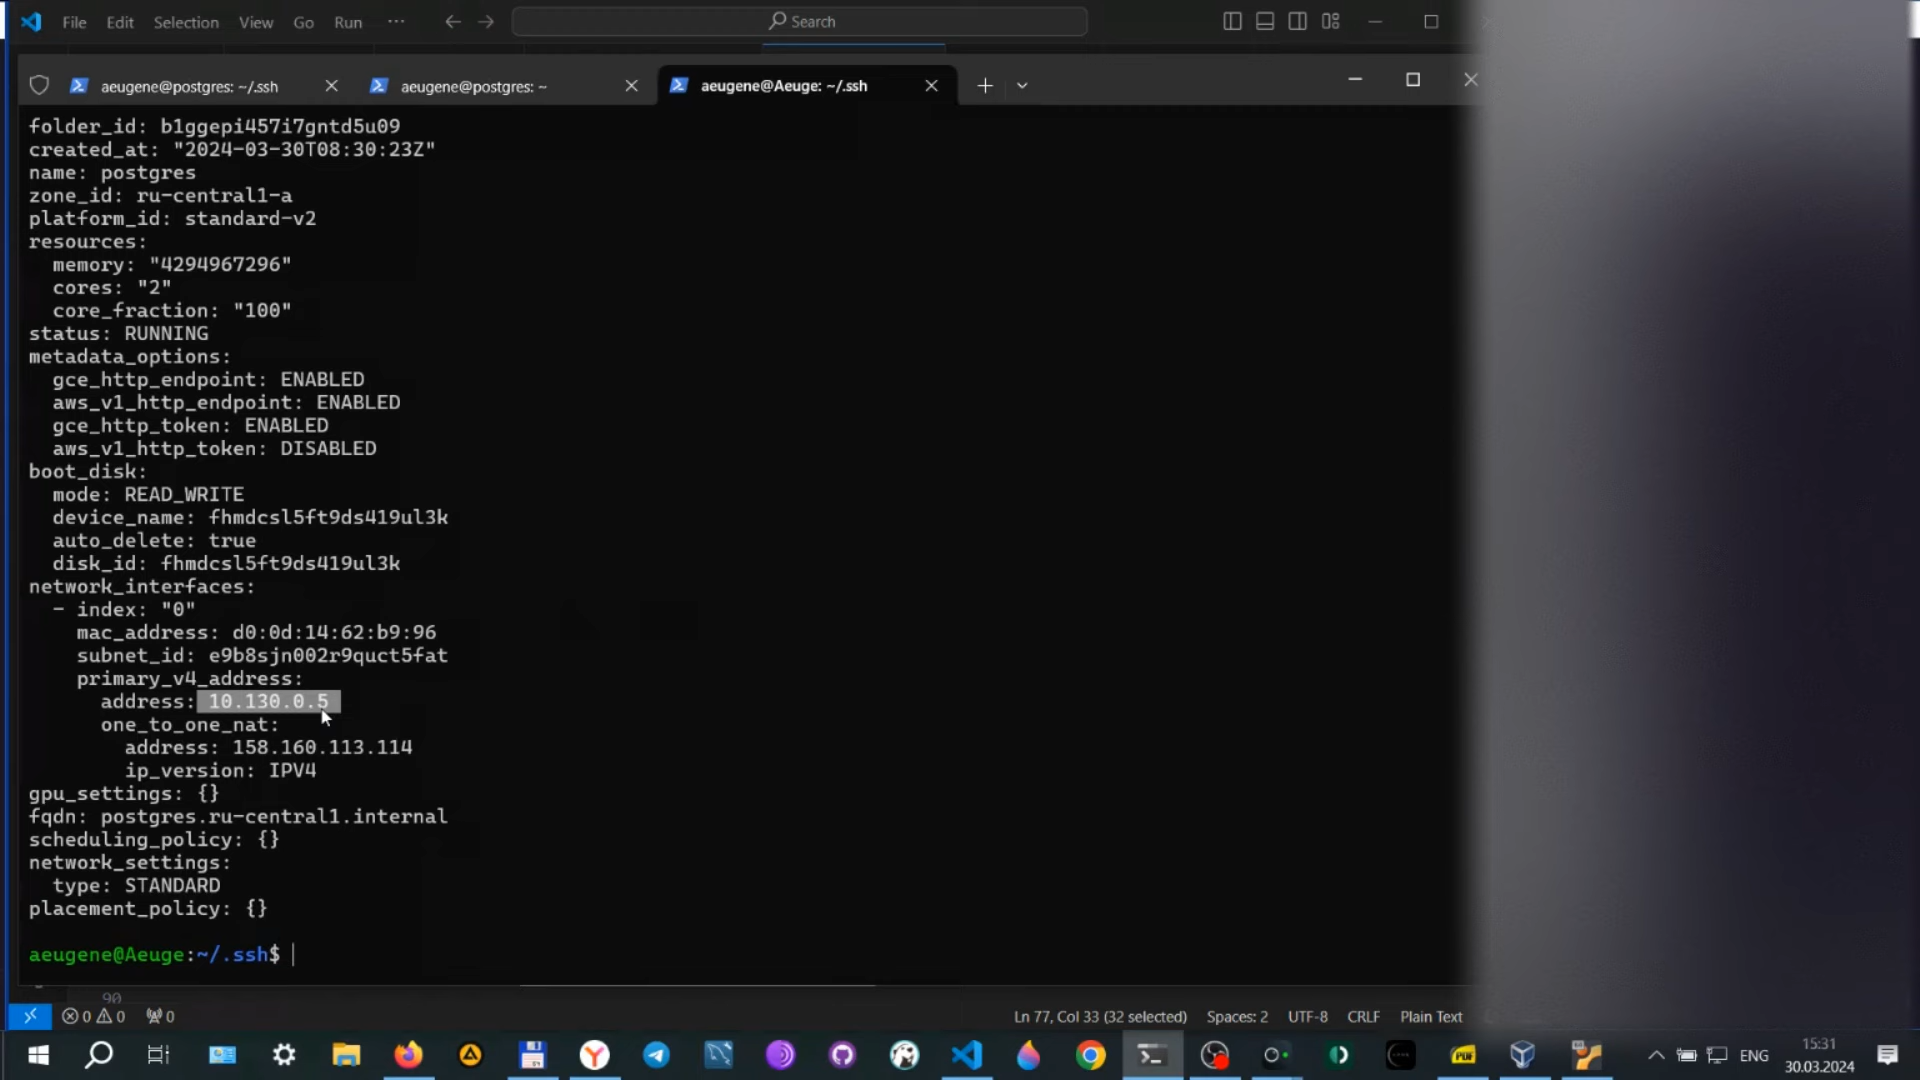 File Edit Selection View Go Run ··· Search
aeugene@postgres: ~/.ssh
aeugene@postgres: ~
aeugene@Aeuge: ~/.ssh
folder_id: b1ggepi457i7gntd5u09
created_at: "2024-03-30T08:30:23Z"
name: postgres
zone_id: ru-central1-a
platform_id: standard-v2
resources:
memory: "4294967296"
cores: "2"
core_fraction: "100"
status: RUNNING
metadata_options:
gce_http_endpoint: ENABLED
aws_v1_http_endpoint: ENABLED
gce_http_token: ENABLED
aws_v1_http_token: DISABLED
boot_disk:
mode: READ_WRITE
device_name: fhmdcsl5ft9ds419ul3k
auto_delete: true
disk_id: fhmdcsl5ft9ds419ul3k
network_interfaces:
- index: "0"
mac_address: d0:0d:14:62:b9:96
subnet_id: e9b8sjn002r9quct5fat
primary_v4_address:
address: 10.130.0.5
one_to_one_nat:
address: 158.160.113.114
ip_version: IPV4
gpu_settings: {}
fqdn: postgres.ru-central1.internal
scheduling_policy: {}
network_settings:
type: STANDARD
placement_policy: {}
aeugene@Aeuge:~/.ssh$
90
0 0 0 Ln 77, Col 33 (32 selected) Spaces: 2 UTF-8 CRLF Plain Text
PDF ENG 15:31
30.03.2024